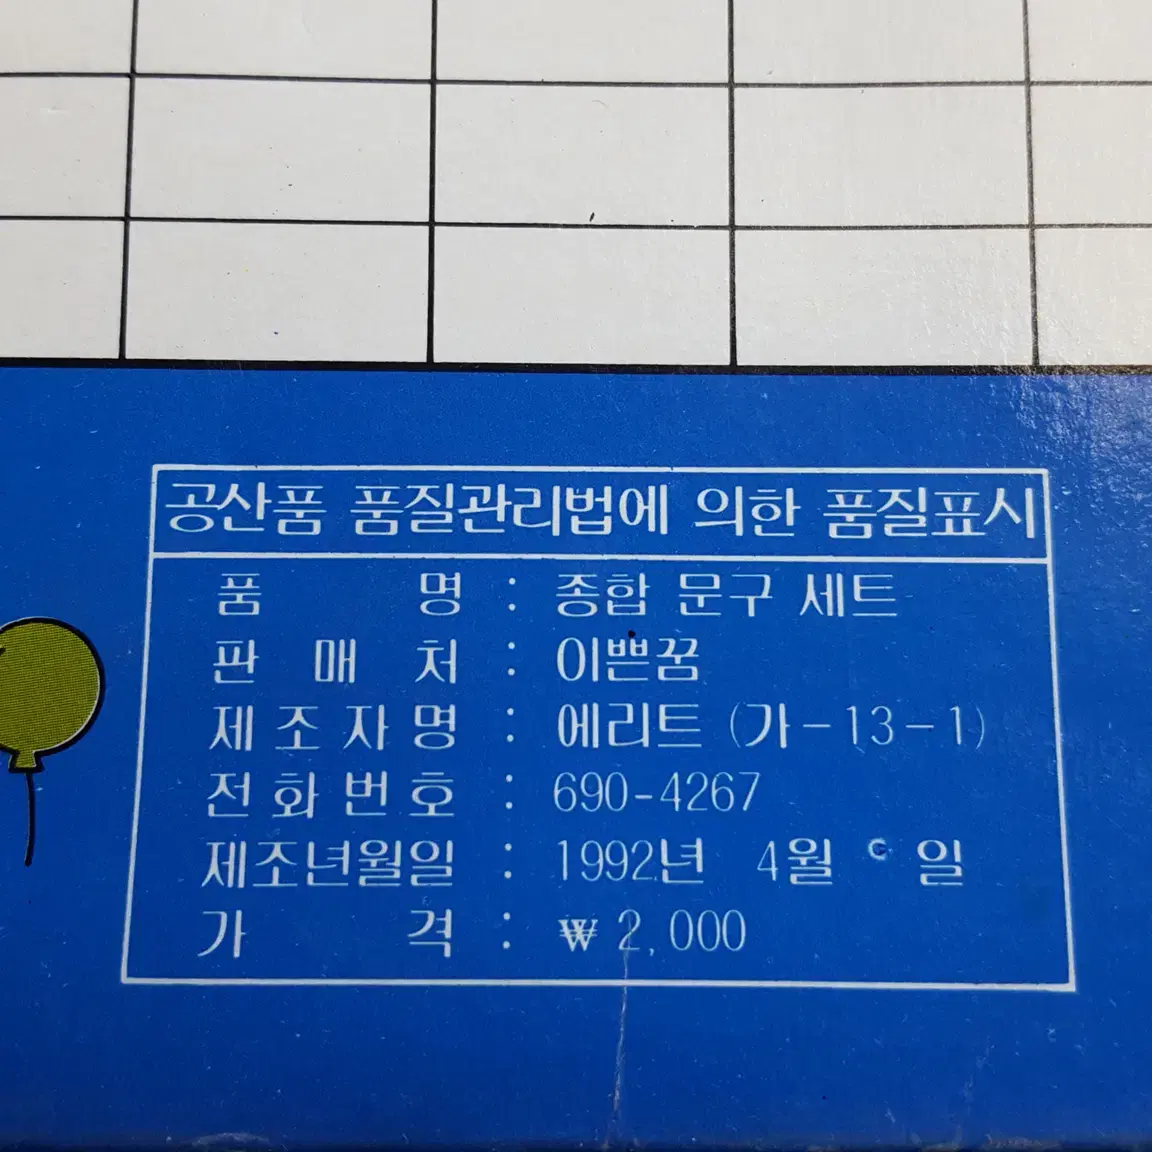 공산품 품질관리법에 의한 품질표시
품 명 : 종합 문구 세트
판 매 처 : 이쁜꿈
제 조 자 명 : 에리트 (가-13-1)
전 화 번 호 : 690-4267
제조년월일 : 1992년 4월 일
가 격 : ₩2,000